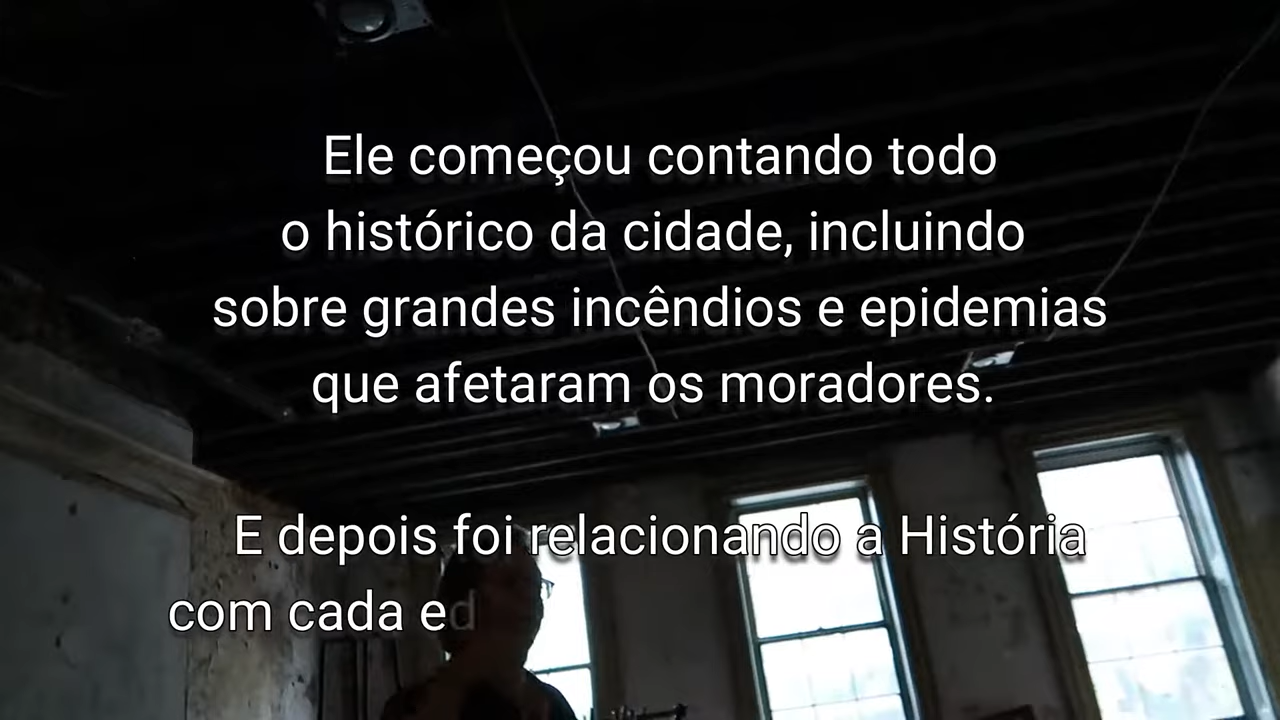 Ele começou contando todo
o histórico da cidade, incluindo
sobre grandes incêndios e epidemias
que afetaram os moradores.
E depois foi relacionando a História
com cada ed